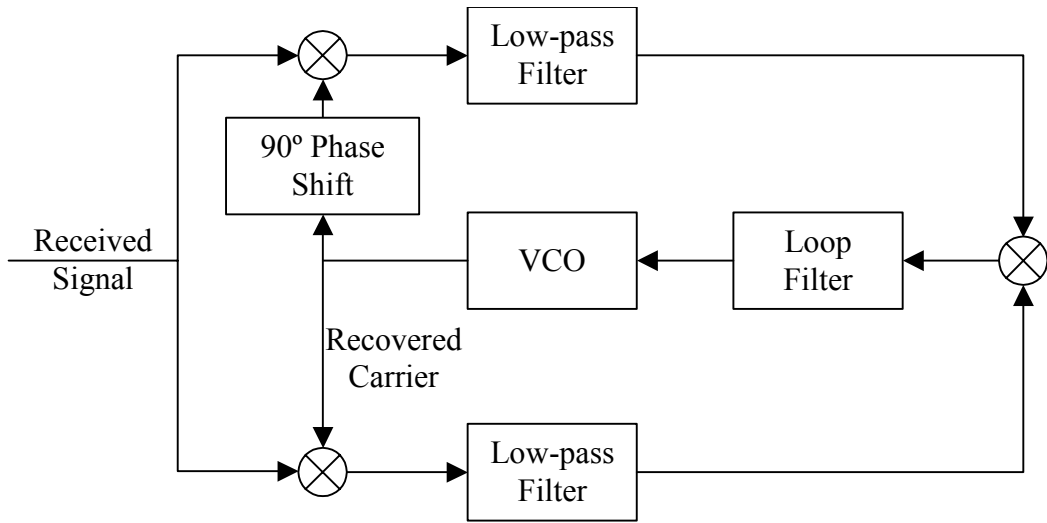 Low-pass
Filter
90º Phase
Shift
Received
Signal
VCO
Loop
Filter
Recovered
Carrier
Low-pass
Filter